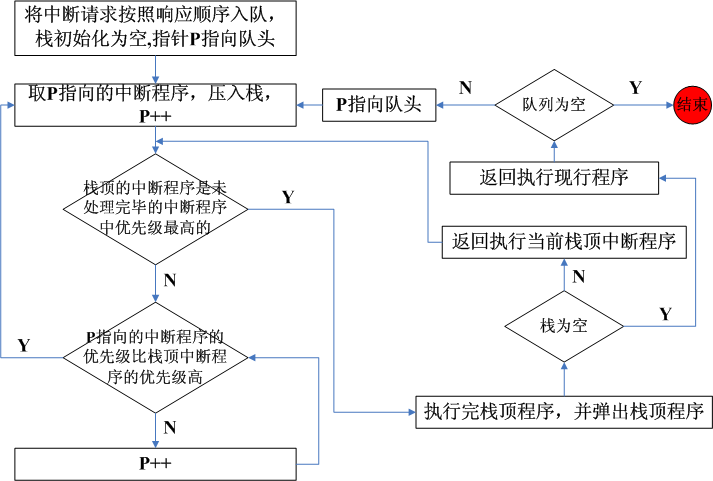 将中断请求按照响应顺序入队，
栈初始化为空,指针P指向队头
取P指向的中断程序，压入栈，
P++
P指向队头
N
队列为空
Y
结束
返回执行现行程序
栈顶的中断程序是未
处理完毕的中断程序
中优先级最高的
Y
返回执行当前栈顶中断程序
N
N
栈为空
Y
P指向的中断程序的
优先级比栈顶中断程
序的优先级高
Y
N
执行完栈顶程序，并弹出栈顶程序
P++